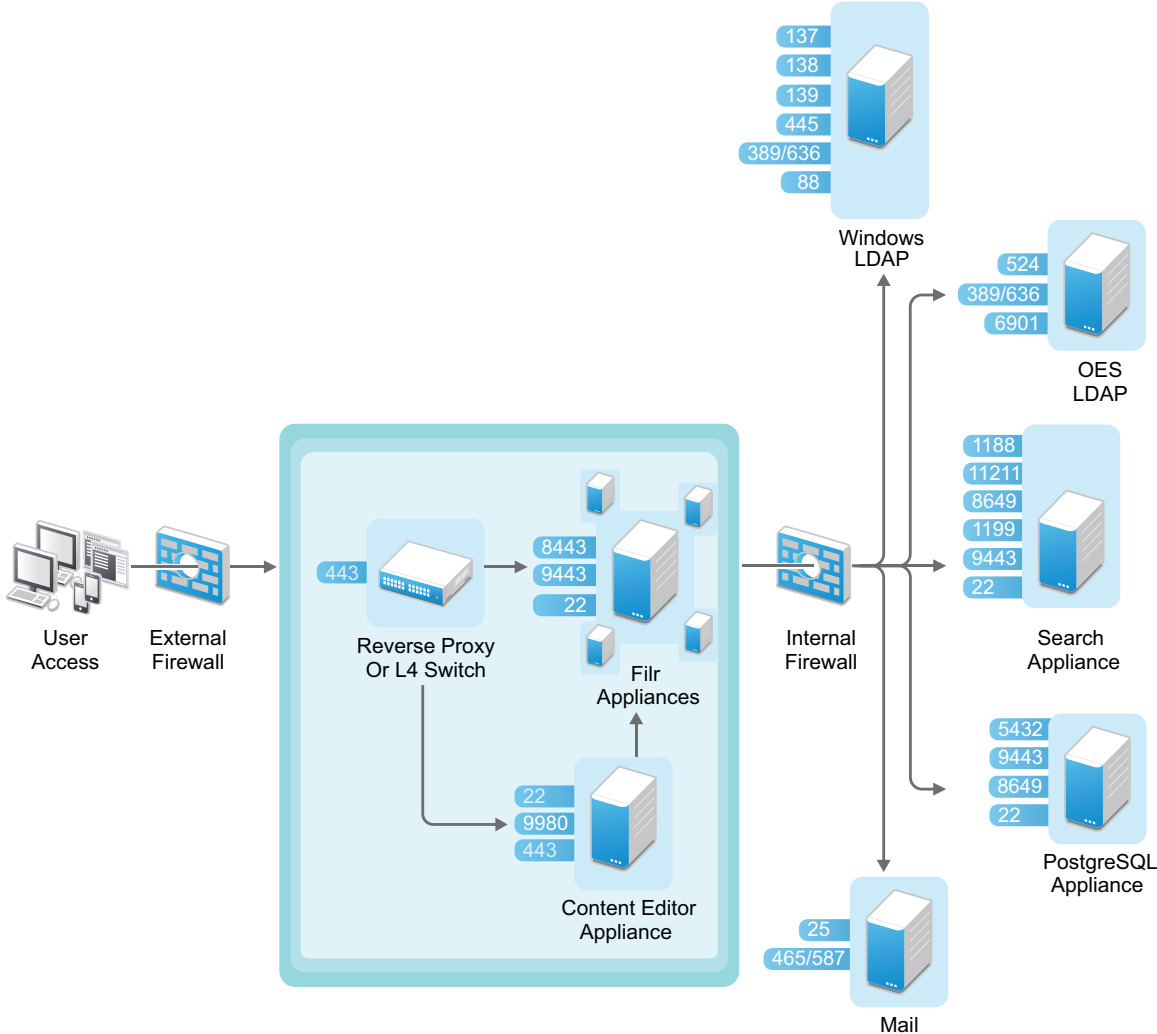 137
138
139
445
389/636
88
Windows
LDAP
524
389/636
6901
OES
LDAP
1188
11211
8649
1199
9443
22
Search
Appliance
User
Access
External
Firewall
443
Reverse Proxy
Or L4 Switch
8443
9443
22
Filr
Appliances
22
9980
443
Content Editor
Appliance
Internal
Firewall
5432
9443
8649
22
PostgreSQL
Appliance
25
465/587
Mail